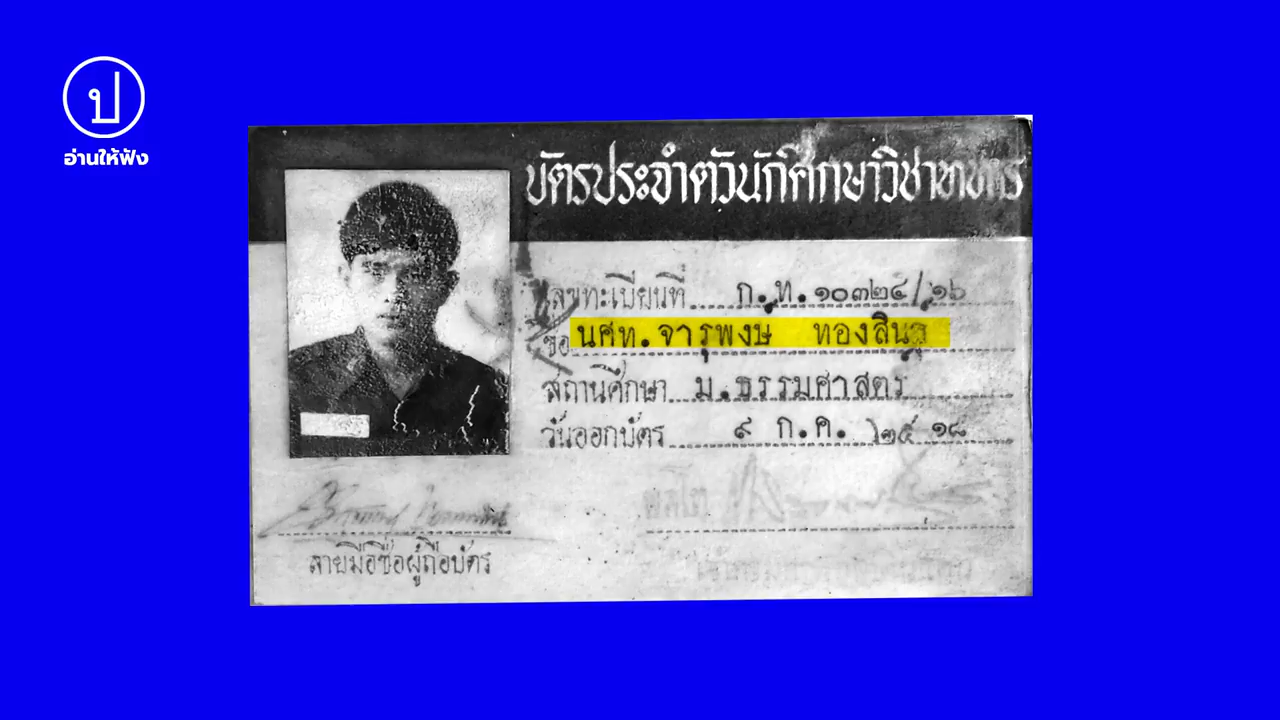 ป
อ่านให้ฟัง
บัตรประจำตัวนักศึกษาวิชาทหาร
เลขทะเบียนที่ ก.ท.๑๐๓๒๔/๑๖
ชื่อ นศท.จารุพงษ์ ทองสินธุ์
สถานศึกษา ม.ธรรมศาสตร์
วันออกบัตร ๙ ก.ค. ๒๕๑๘
พลโท
ลายมือชื่อผู้ถือบัตร